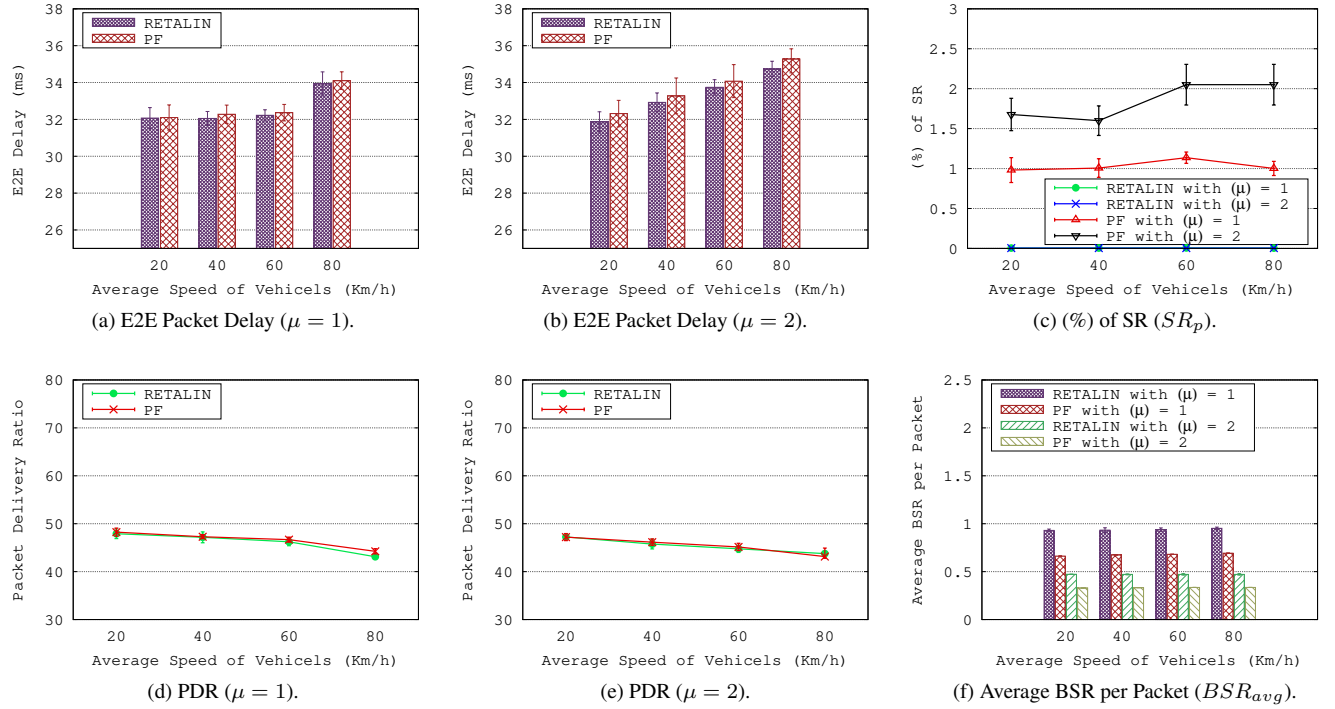 E2E Delay (ms)
38
36
34
32
30
28
26
RETALIN
PF
20 40 60 80
Average Speed of Vehicels (Km/h)
(a) E2E Packet Delay (μ = 1).
E2E Delay (ms)
38
36
34
32
30
28
26
RETALIN
PF
20 40 60 80
Average Speed of Vehicels (Km/h)
(b) E2E Packet Delay (μ = 2).
(%) of SR
3
2.5
2
1.5
1
0.5
0
RETALIN with (μ) = 1
RETALIN with (μ) = 2
PF with (μ) = 1
PF with (μ) = 2
20 40 60 80
Average Speed of Vehicels (Km/h)
(c) (%) of SR (SRp).
Packet Delivery Ratio
80
70
60
50
40
30
RETALIN
PF
20 40 60 80
Average Speed of Vehicels (Km/h)
(d) PDR (μ = 1).
Packet Delivery Ratio
80
70
60
50
40
30
RETALIN
PF
20 40 60 80
Average Speed of Vehicels (Km/h)
(e) PDR (μ = 2).
Average BSR per Packet
2.5
2
1.5
1
0.5
0
RETALIN with (μ) = 1
PF with (μ) = 1
RETALIN with (μ) = 2
PF with (μ) = 2
20 40 60 80
Average Speed of Vehicels (Km/h)
(f) Average BSR per Packet (BSRavg).